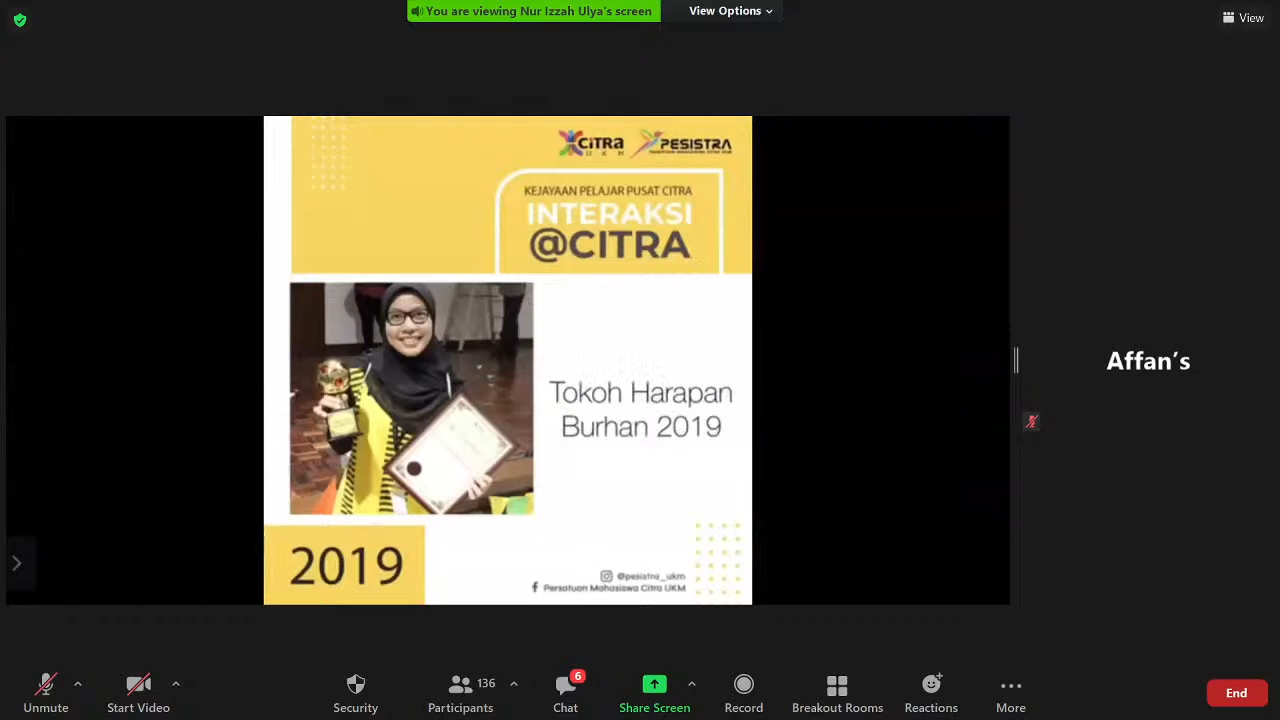 You are viewing Nur Izzah Ulya's screen
View Options
View
CiTRa
UKM
PESISTRA
KEJAYAAN PELAJAR PUSAT CITRA
INTERAKSI
@CITRA
Tokoh Harapan
Burhan 2019
2019
@pesistra_ukm
Persatuan Mahasiswa Citra UKM
Affan’s
Unmute
Start Video
Security
136
Participants
6
Chat
Share Screen
Record
Breakout Rooms
Reactions
More
End